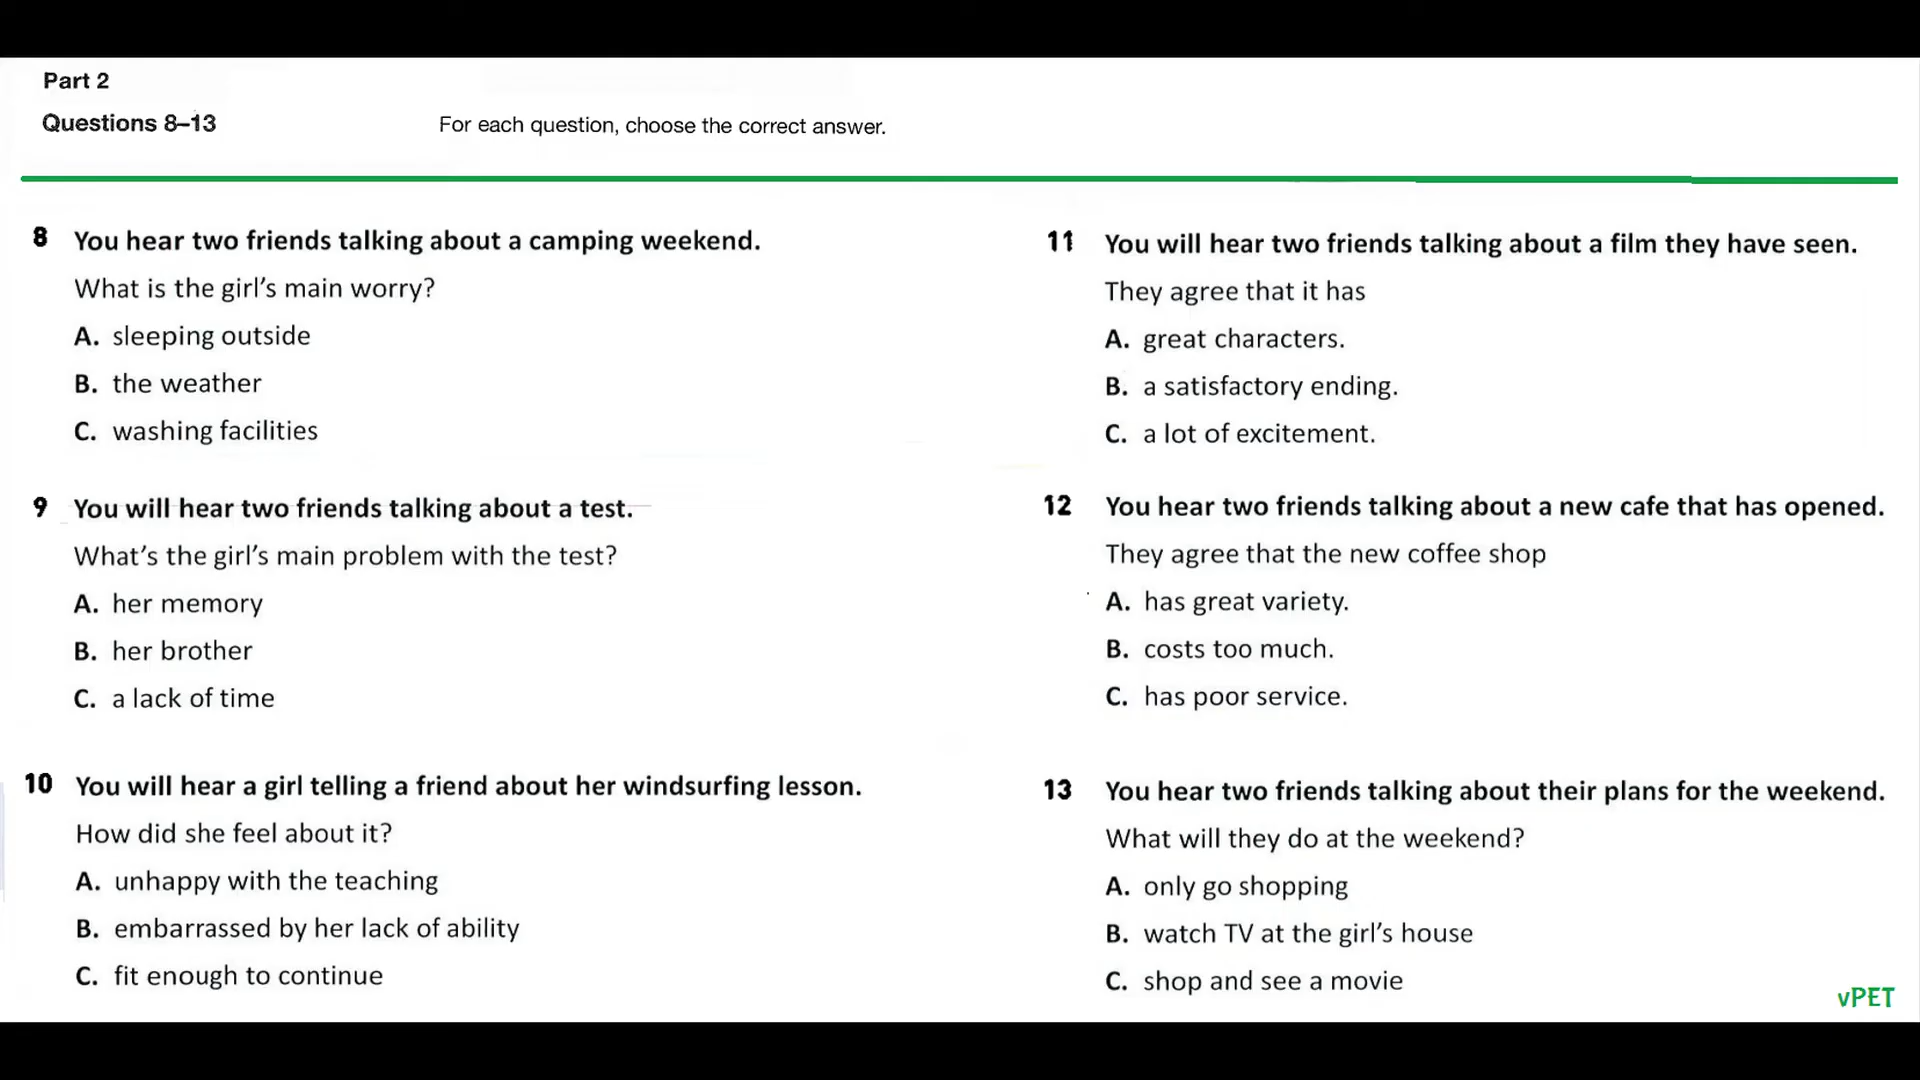 Part 2
Questions 8–13
For each question, choose the correct answer.
8 You hear two friends talking about a camping weekend.
What is the girl's main worry?
A. sleeping outside
B. the weather
C. washing facilities
9 You will hear two friends talking about a test.
What's the girl's main problem with the test?
A. her memory
B. her brother
C. a lack of time
10 You will hear a girl telling a friend about her windsurfing lesson.
How did she feel about it?
A. unhappy with the teaching
B. embarrassed by her lack of ability
C. fit enough to continue
11 You will hear two friends talking about a film they have seen.
They agree that it has
A. great characters.
B. a satisfactory ending.
C. a lot of excitement.
12 You hear two friends talking about a new cafe that has opened.
They agree that the new coffee shop
A. has great variety.
B. costs too much.
C. has poor service.
13 You hear two friends talking about their plans for the weekend.
What will they do at the weekend?
A. only go shopping
B. watch TV at the girl's house
C. shop and see a movie
vPET